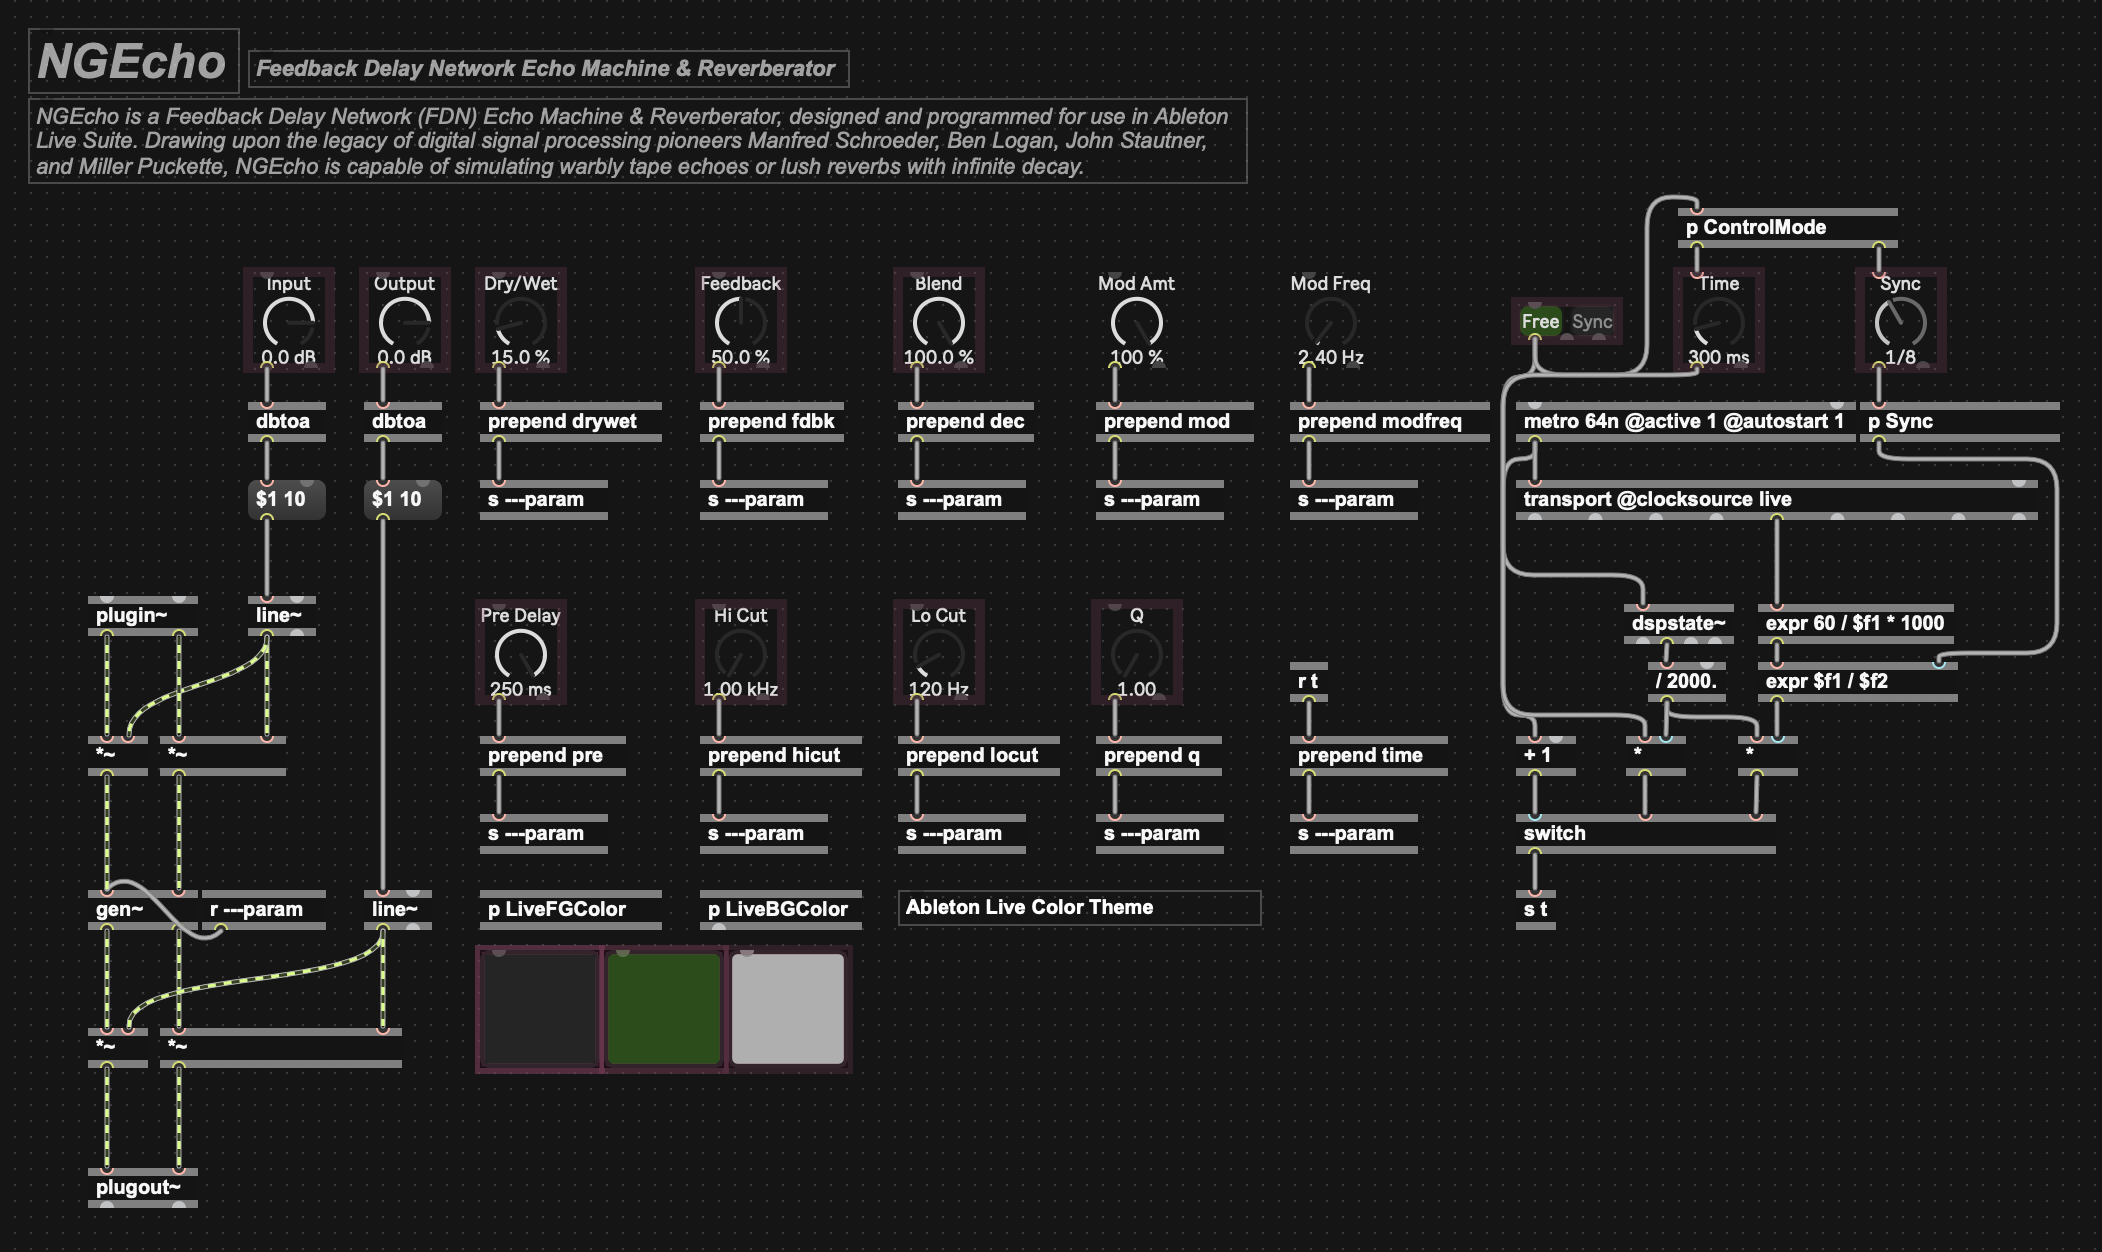 NGEcho
Feedback Delay Network Echo Machine & Reverberator
NGEcho is a Feedback Delay Network (FDN) Echo Machine & Reverberator, designed and programmed for use in Ableton
Live Suite. Drawing upon the legacy of digital signal processing pioneers Manfred Schroeder, Ben Logan, John Stautner,
and Miller Puckette, NGEcho is capable of simulating warbly tape echoes or lush reverbs with infinite decay.
p ControlMode
Input
Output
Dry/Wet
Feedback
Blend
Mod Amt
Mod Freq
Time
Sync
Free
Sync
0.0 dB
0.0 dB
15.0 %
50.0 %
100.0 %
100 %
2.40 Hz
300 ms
1/8
dbtoa
dbtoa
prepend drywet
prepend fdbk
prepend dec
prepend mod
prepend modfreq
metro 64n @active 1 @autostart 1
p Sync
$1 10
$1 10
s ---param
s ---param
s ---param
s ---param
s ---param
transport @clocksource live
plugin~
line~
Pre Delay
Hi Cut
Lo Cut
Q
dspstate~
expr 60 / $f1 * 1000
250 ms
1.00 kHz
120 Hz
1.00
r t
/ 2000.
expr $f1 / $f2
*~
*~
prepend pre
prepend hicut
prepend locut
prepend q
prepend time
+ 1
*
*
s ---param
s ---param
s ---param
s ---param
s ---param
switch
gen~
r ---param
line~
p LiveFGColor
p LiveBGColor
Ableton Live Color Theme
s t
*~
*~
plugout~